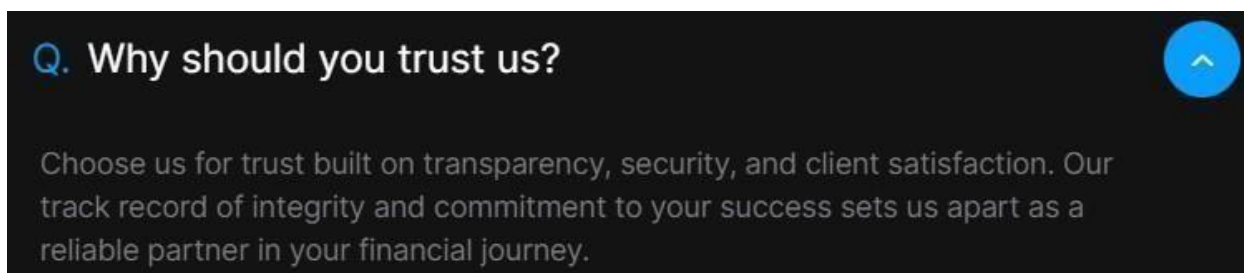 Q. Why should you trust us?
Choose us for trust built on transparency, security, and client satisfaction. Our
track record of integrity and commitment to your success sets us apart as a
reliable partner in your financial journey.